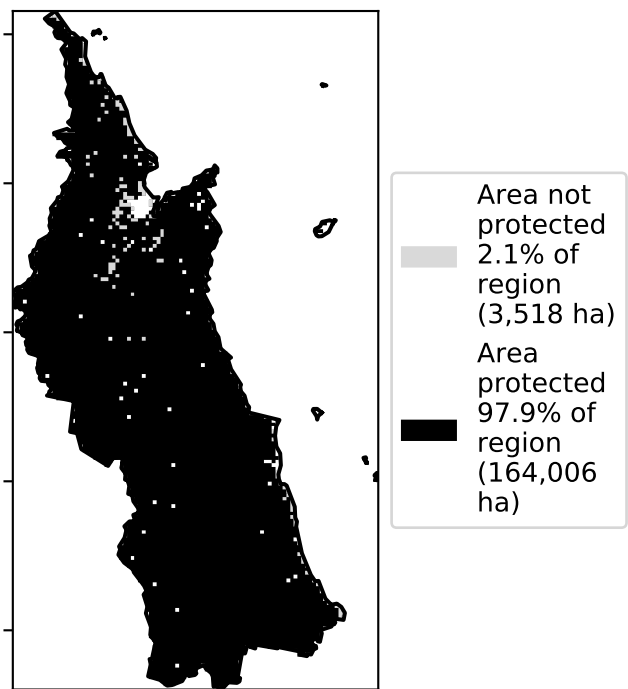 Area not
protected
2.1% of
region
(3,518 ha)
Area
protected
97.9% of
region
(164,006
ha)